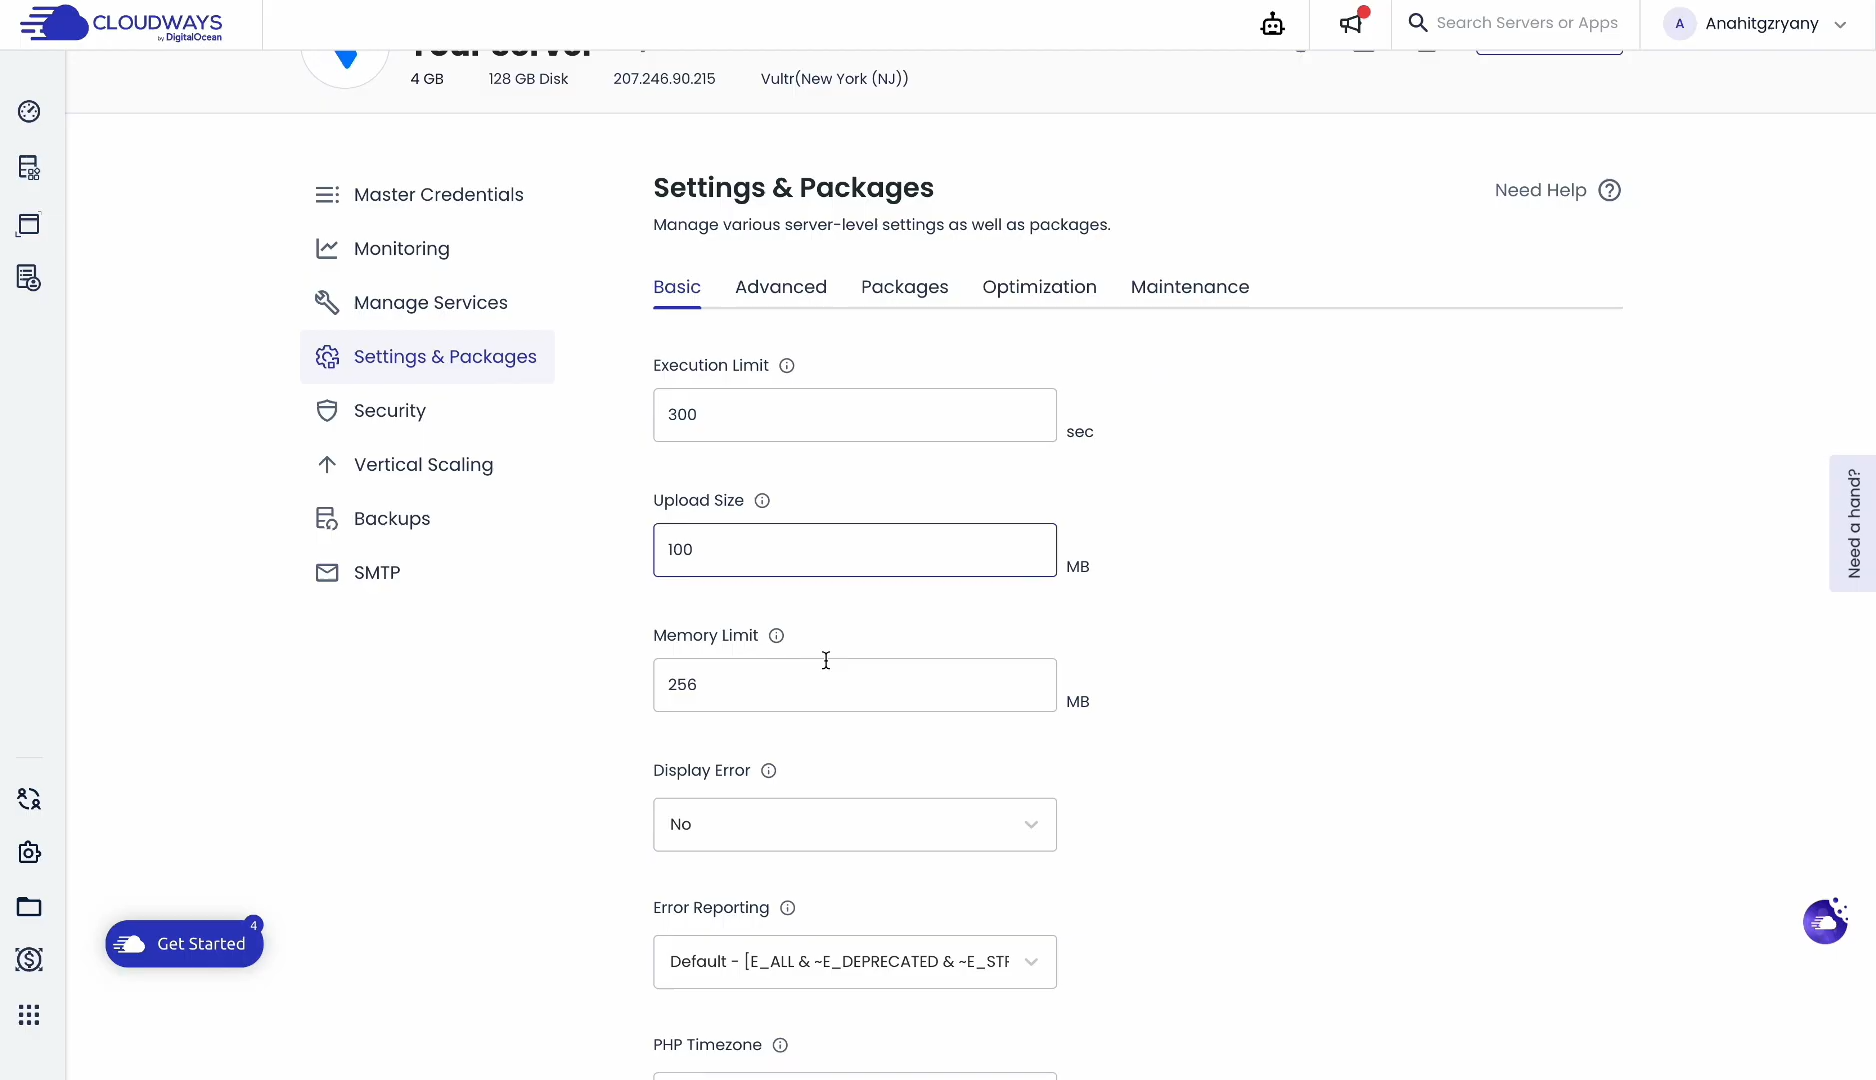 CLOUDWAYS
by DigitalOcean
Search Servers or Apps
A
Anahitgzryany
4 GB
128 GB Disk
207.246.90.215
Vultr(New York (NJ))
Master Credentials
Monitoring
Manage Services
Settings & Packages
Security
Vertical Scaling
Backups
SMTP
Settings & Packages
Need Help
Manage various server-level settings as well as packages.
Basic
Advanced
Packages
Optimization
Maintenance
Execution Limit
300
sec
Upload Size
100
MB
Memory Limit
256
MB
Display Error
No
Error Reporting
Default - [E_ALL & ~E_DEPRECATED & ~E_STR
PHP Timezone
Need a hand?
Get Started
4